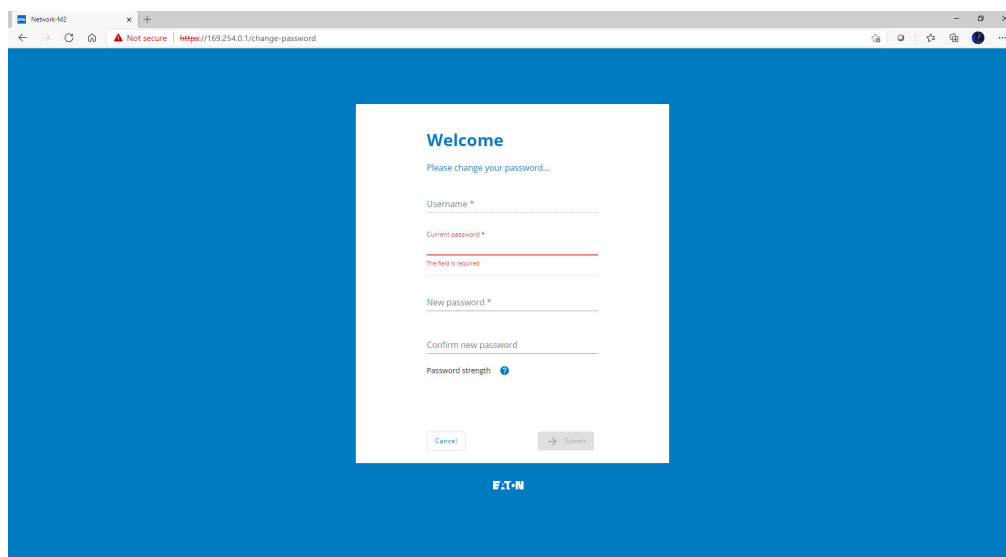 Network-M2
Not secure | https://169.254.0.1/change-password
Welcome
Please change your password...
Username *
Current password *
The field is required
New password *
Confirm new password
Password strength ?
Cancel
Submit
EATON